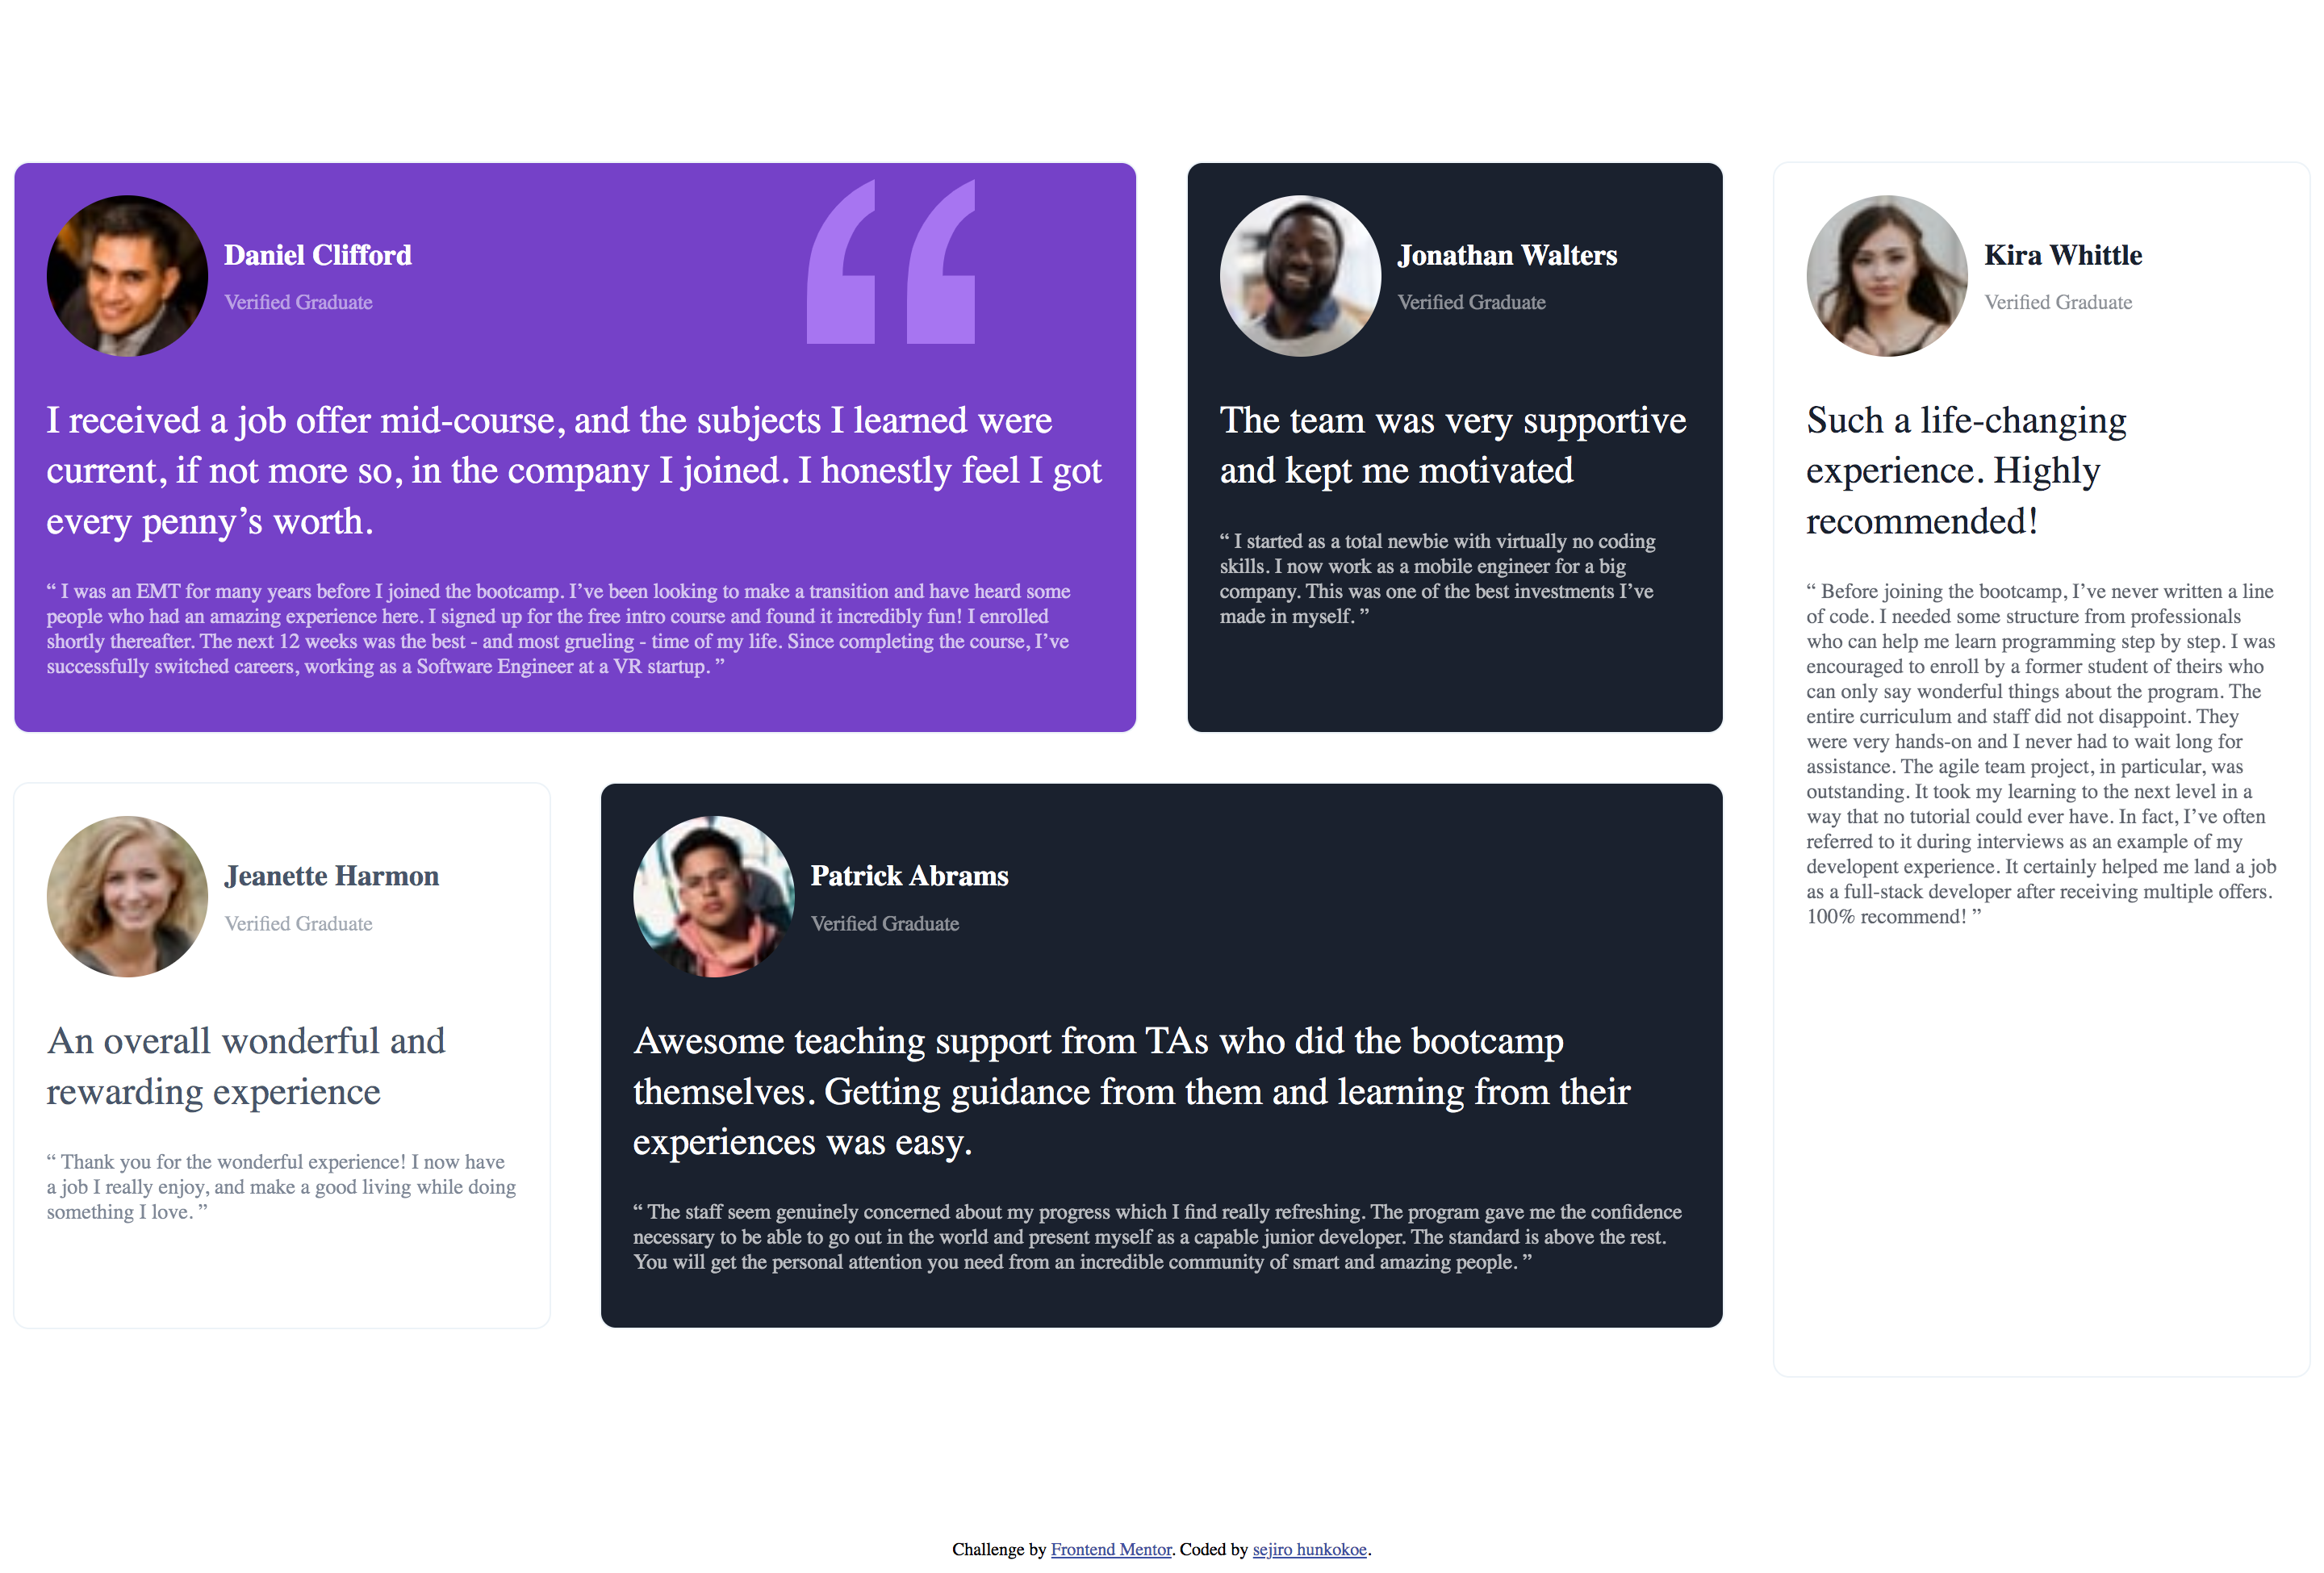 Daniel Clifford
Verified Graduate
I received a job offer mid-course, and the subjects I learned were
current, if not more so, in the company I joined. I honestly feel I got
every penny’s worth.
“ I was an EMT for many years before I joined the bootcamp. I’ve been looking to make a transition and have heard some
people who had an amazing experience here. I signed up for the free intro course and found it incredibly fun! I enrolled
shortly thereafter. The next 12 weeks was the best - and most grueling - time of my life. Since completing the course, I’ve
successfully switched careers, working as a Software Engineer at a VR startup. ”
Jonathan Walters
Verified Graduate
The team was very supportive
and kept me motivated
“ I started as a total newbie with virtually no coding
skills. I now work as a mobile engineer for a big
company. This was one of the best investments I’ve
made in myself. ”
Kira Whittle
Verified Graduate
Such a life-changing
experience. Highly
recommended!
“ Before joining the bootcamp, I’ve never written a line
of code. I needed some structure from professionals
who can help me learn programming step by step. I was
encouraged to enroll by a former student of theirs who
can only say wonderful things about the program. The
entire curriculum and staff did not disappoint. They
were very hands-on and I never had to wait long for
assistance. The agile team project, in particular, was
outstanding. It took my learning to the next level in a
way that no tutorial could ever have. In fact, I’ve often
referred to it during interviews as an example of my
developent experience. It certainly helped me land a job
as a full-stack developer after receiving multiple offers.
100% recommend! ”
Jeanette Harmon
Verified Graduate
An overall wonderful and
rewarding experience
“ Thank you for the wonderful experience! I now have
a job I really enjoy, and make a good living while doing
something I love. ”
Patrick Abrams
Verified Graduate
Awesome teaching support from TAs who did the bootcamp
themselves. Getting guidance from them and learning from their
experiences was easy.
“ The staff seem genuinely concerned about my progress which I find really refreshing. The program gave me the confidence
necessary to be able to go out in the world and present myself as a capable junior developer. The standard is above the rest.
You will get the personal attention you need from an incredible community of smart and amazing people. ”
Challenge by Frontend Mentor. Coded by sejiro hunkokoe.